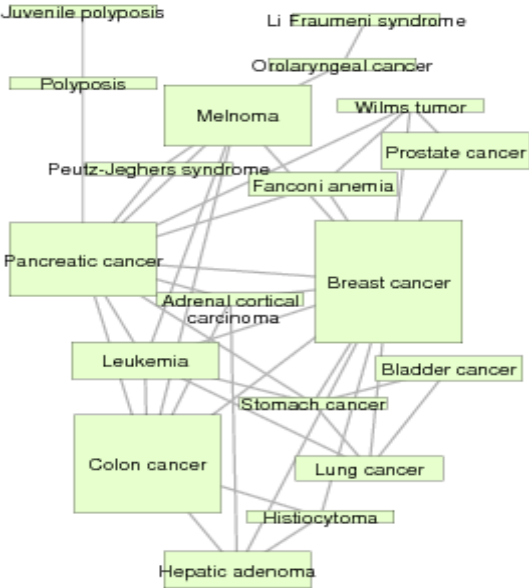 Juvenile polyposis
Li Fraumeni syndrome
Orolaryngeal cancer
Polyposis
Melnoma
Wilms tumor
Prostate cancer
Peutz-Jeghers syndrome
Fanconi anemia
Pancreatic cancer
Breast cancer
Adrenal cortical
carcinoma
Leukemia
Bladder cancer
Stomach cancer
Colon cancer
Lung cancer
Histiocytoma
Hepatic adenoma